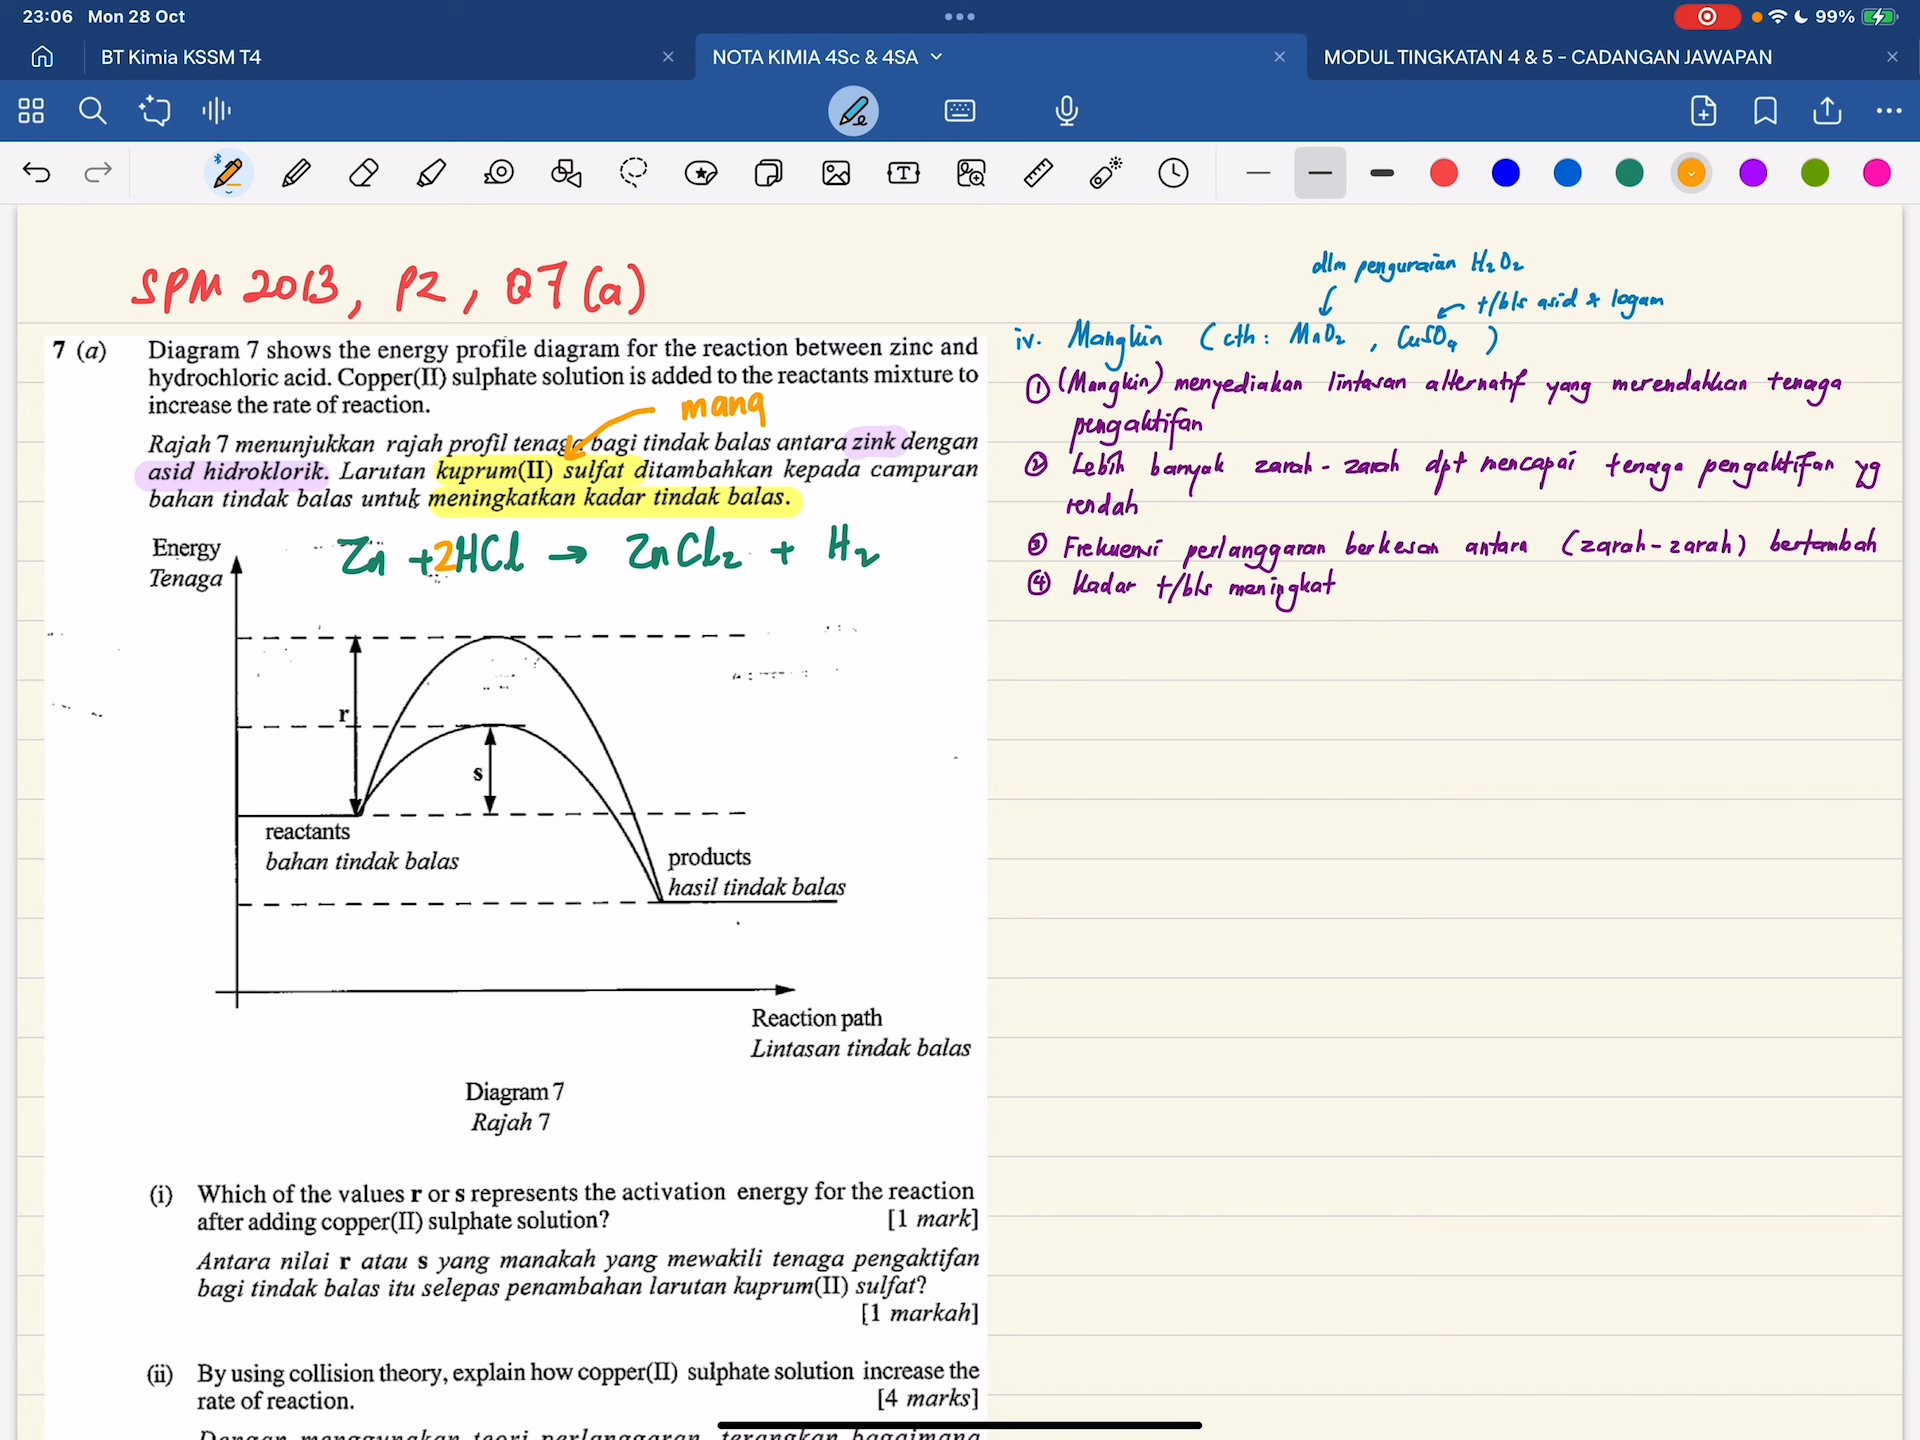 23:06 Mon 28 Oct
99%
BT Kimia KSSM T4
NOTA KIMIA 4Sc & 4SA
MODUL TINGKATAN 4 & 5 - CADANGAN JAWAPAN
SPM 2013, P2, Q7 (a)
7 (a) Diagram 7 shows the energy profile diagram for the reaction between zinc and
hydrochloric acid. Copper(II) sulphate solution is added to the reactants mixture to
increase the rate of reaction.
mang
Rajah 7 menunjukkan rajah profil tenaga bagi tindak balas antara zink dengan
asid hidroklorik. Larutan kuprum(II) sulfat ditambahkan kepada campuran
bahan tindak balas untuk meningkatkan kadar tindak balas.
Zn + 2HCl → ZnCl2 + H2
Energy
Tenaga
r
s
reactants
bahan tindak balas
products
hasil tindak balas
Reaction path
Lintasan tindak balas
Diagram 7
Rajah 7
(i) Which of the values r or s represents the activation energy for the reaction
after adding copper(II) sulphate solution? [1 mark]
Antara nilai r atau s yang manakah yang mewakili tenaga pengaktifan
bagi tindak balas itu selepas penambahan larutan kuprum(II) sulfat?
[1 markah]
(ii) By using collision theory, explain how copper(II) sulphate solution increase the
rate of reaction. [4 marks]
Dengan menggunakan teori perlanggaran, terangkan bagaimana
dlm penguraian H2O2
t/bls asid & logam
iv. Mangkin (cth: MnO2, CuSO4)
① (Mangkin) menyediakan lintasan alternatif yang merendahkan tenaga
pengaktifan
② Lebih banyak zarah-zarah dpt mencapai tenaga pengaktifan yg
rendah
③ Frekuensi perlanggaran berkesan antara (zarah-zarah) bertambah
④ Kadar t/bls meningkat